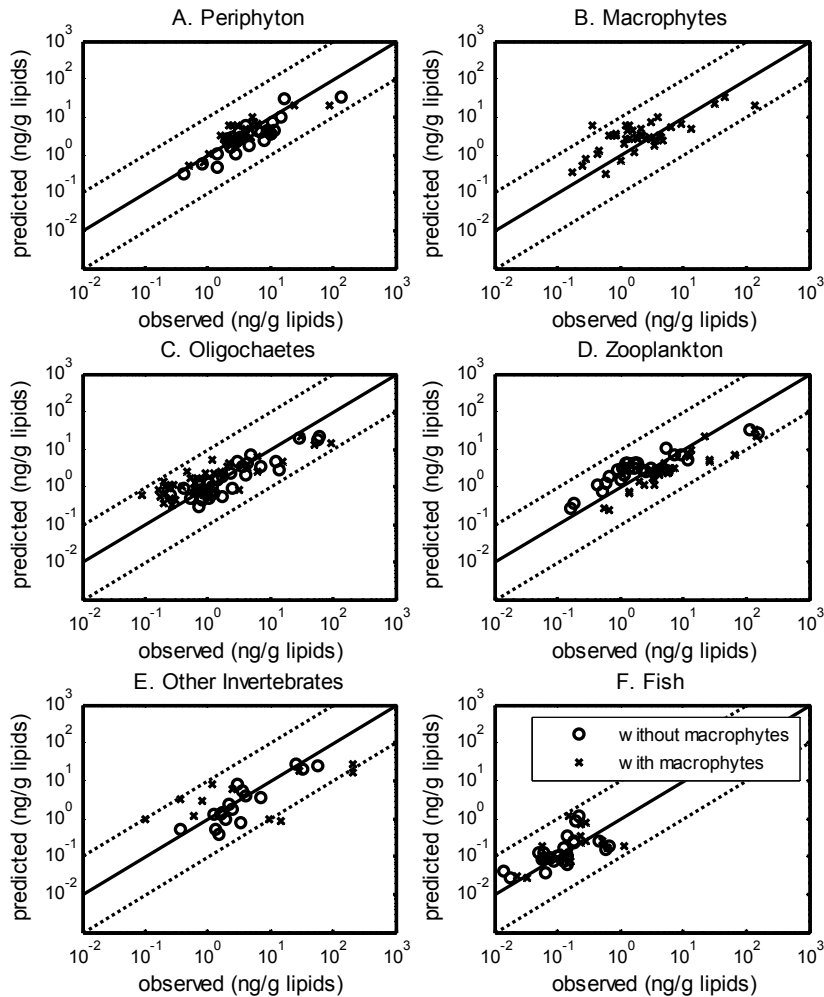 A. Periphyton
10^3
10^2
10^1
10^0
10^-1
10^-2
predicted (ng/g lipids)
10^-2 10^-1 10^0 10^1 10^2 10^3
observed (ng/g lipids)
B. Macrophytes
10^3
10^2
10^1
10^0
10^-1
10^-2
predicted (ng/g lipids)
10^-2 10^-1 10^0 10^1 10^2 10^3
observed (ng/g lipids)
C. Oligochaetes
10^3
10^2
10^1
10^0
10^-1
10^-2
predicted (ng/g lipids)
10^-2 10^-1 10^0 10^1 10^2 10^3
observed (ng/g lipids)
D. Zooplankton
10^3
10^2
10^1
10^0
10^-1
10^-2
predicted (ng/g lipids)
10^-2 10^-1 10^0 10^1 10^2 10^3
observed (ng/g lipids)
E. Other Invertebrates
10^3
10^2
10^1
10^0
10^-1
10^-2
predicted (ng/g lipids)
10^-2 10^-1 10^0 10^1 10^2 10^3
observed (ng/g lipids)
F. Fish
10^3
10^2
10^1
10^0
10^-1
10^-2
predicted (ng/g lipids)
without macrophytes
with macrophytes
10^-2 10^-1 10^0 10^1 10^2 10^3
observed (ng/g lipids)